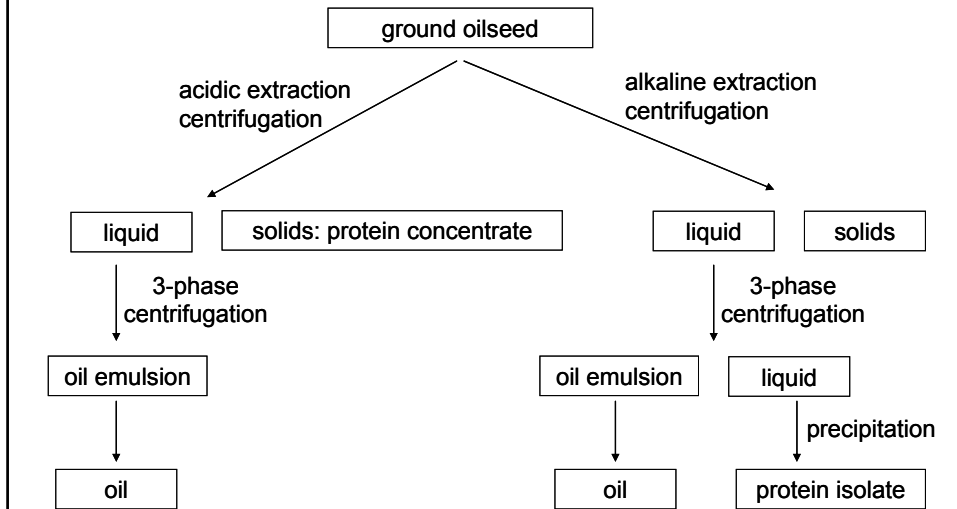 ground oilseed
acidic extraction
centrifugation
alkaline extraction
centrifugation
liquid
solids: protein concentrate
liquid
solids
3-phase
centrifugation
3-phase
centrifugation
oil emulsion
oil emulsion
liquid
precipitation
oil
oil
protein isolate